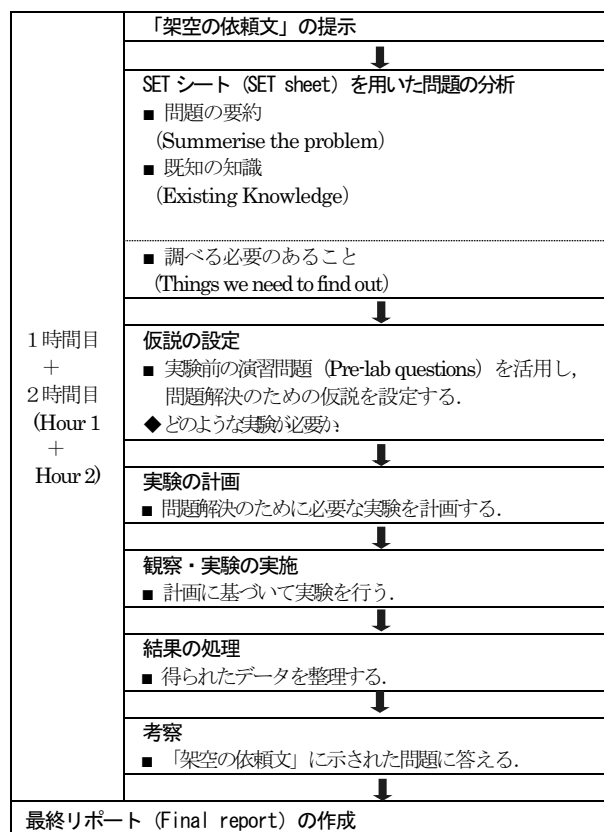 「架空の依頼文」の提示
SET シート（SET sheet）を用いた問題の分析
■ 問題の要約
(Summerise the problem)
■ 既知の知識
(Existing Knowledge)
■ 調べる必要のあること
(Things we need to find out)
仮説の設定
■ 実験前の演習問題（Pre-lab questions）を活用し，
問題解決のための仮説を設定する．
◆どのような実験が必要か．
実験の計画
■ 問題解決のために必要な実験を計画する．
観察・実験の実施
■ 計画に基づいて実験を行う．
結果の処理
■ 得られたデータを整理する．
考察
■ 「架空の依頼文」に示された問題に答える．
1時間目
+
2時間目
(Hour 1
+
Hour 2)
最終リポート（Final report）の作成